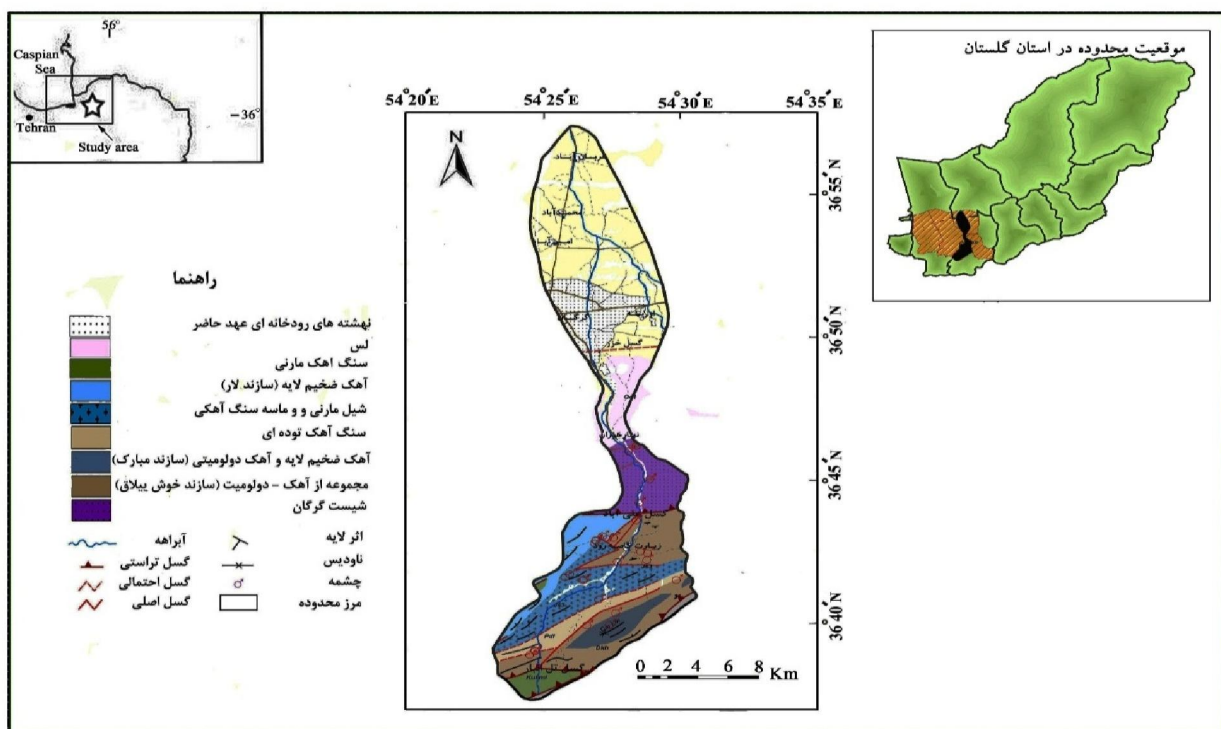 56°
Caspian
Sea
Tehran
Study area
36°
موقعیت محدوده در استان گلستان
54°20'E
54°25'E
54°30'E
54°35'E
N
36°55'N
36°50'N
36°45'N
36°40'N
گسل خزر
زیارت
راهنما
نهشته های رودخانه ای عهد حاضر
لس
سنگ اهک مارنی
آهک ضخیم لایه (سازند لار)
شیل مارنی و و ماسه سنگ آهکی
سنگ آهک توده ای
آهک ضخیم لایه و آهک دولومیتی (سازند مبارک)
مجموعه از آهک - دولومیت (سازند خوش ییلاق)
شیست گرگان
آبراهه
اثر لایه
گسل تراستی
ناودیس
گسل احتمالی
چشمه
گسل اصلی
مرز محدوده
0 2 4 6 8 Km